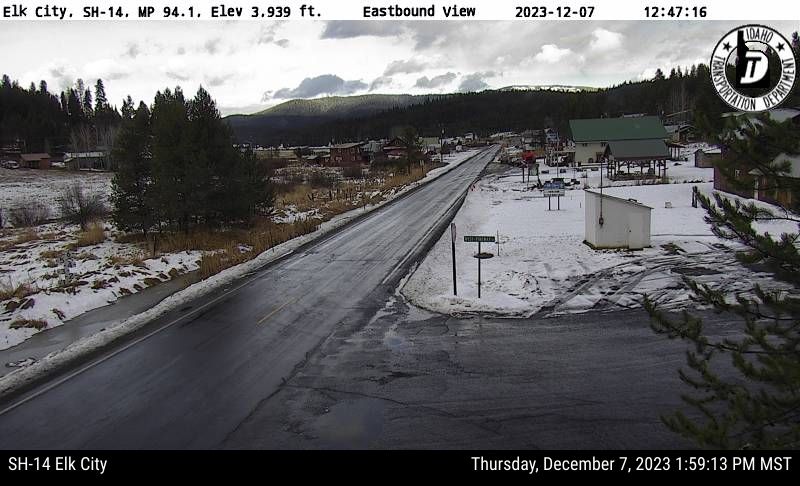 Elk City, SH-14, MP 94.1, Elev 3,939 ft. Eastbound View 2023-12-07 12:47:16
IDAHO
TRANSPORTATION DEPARTMENT
SH-14 Elk City Thursday, December 7, 2023 1:59:13 PM MST